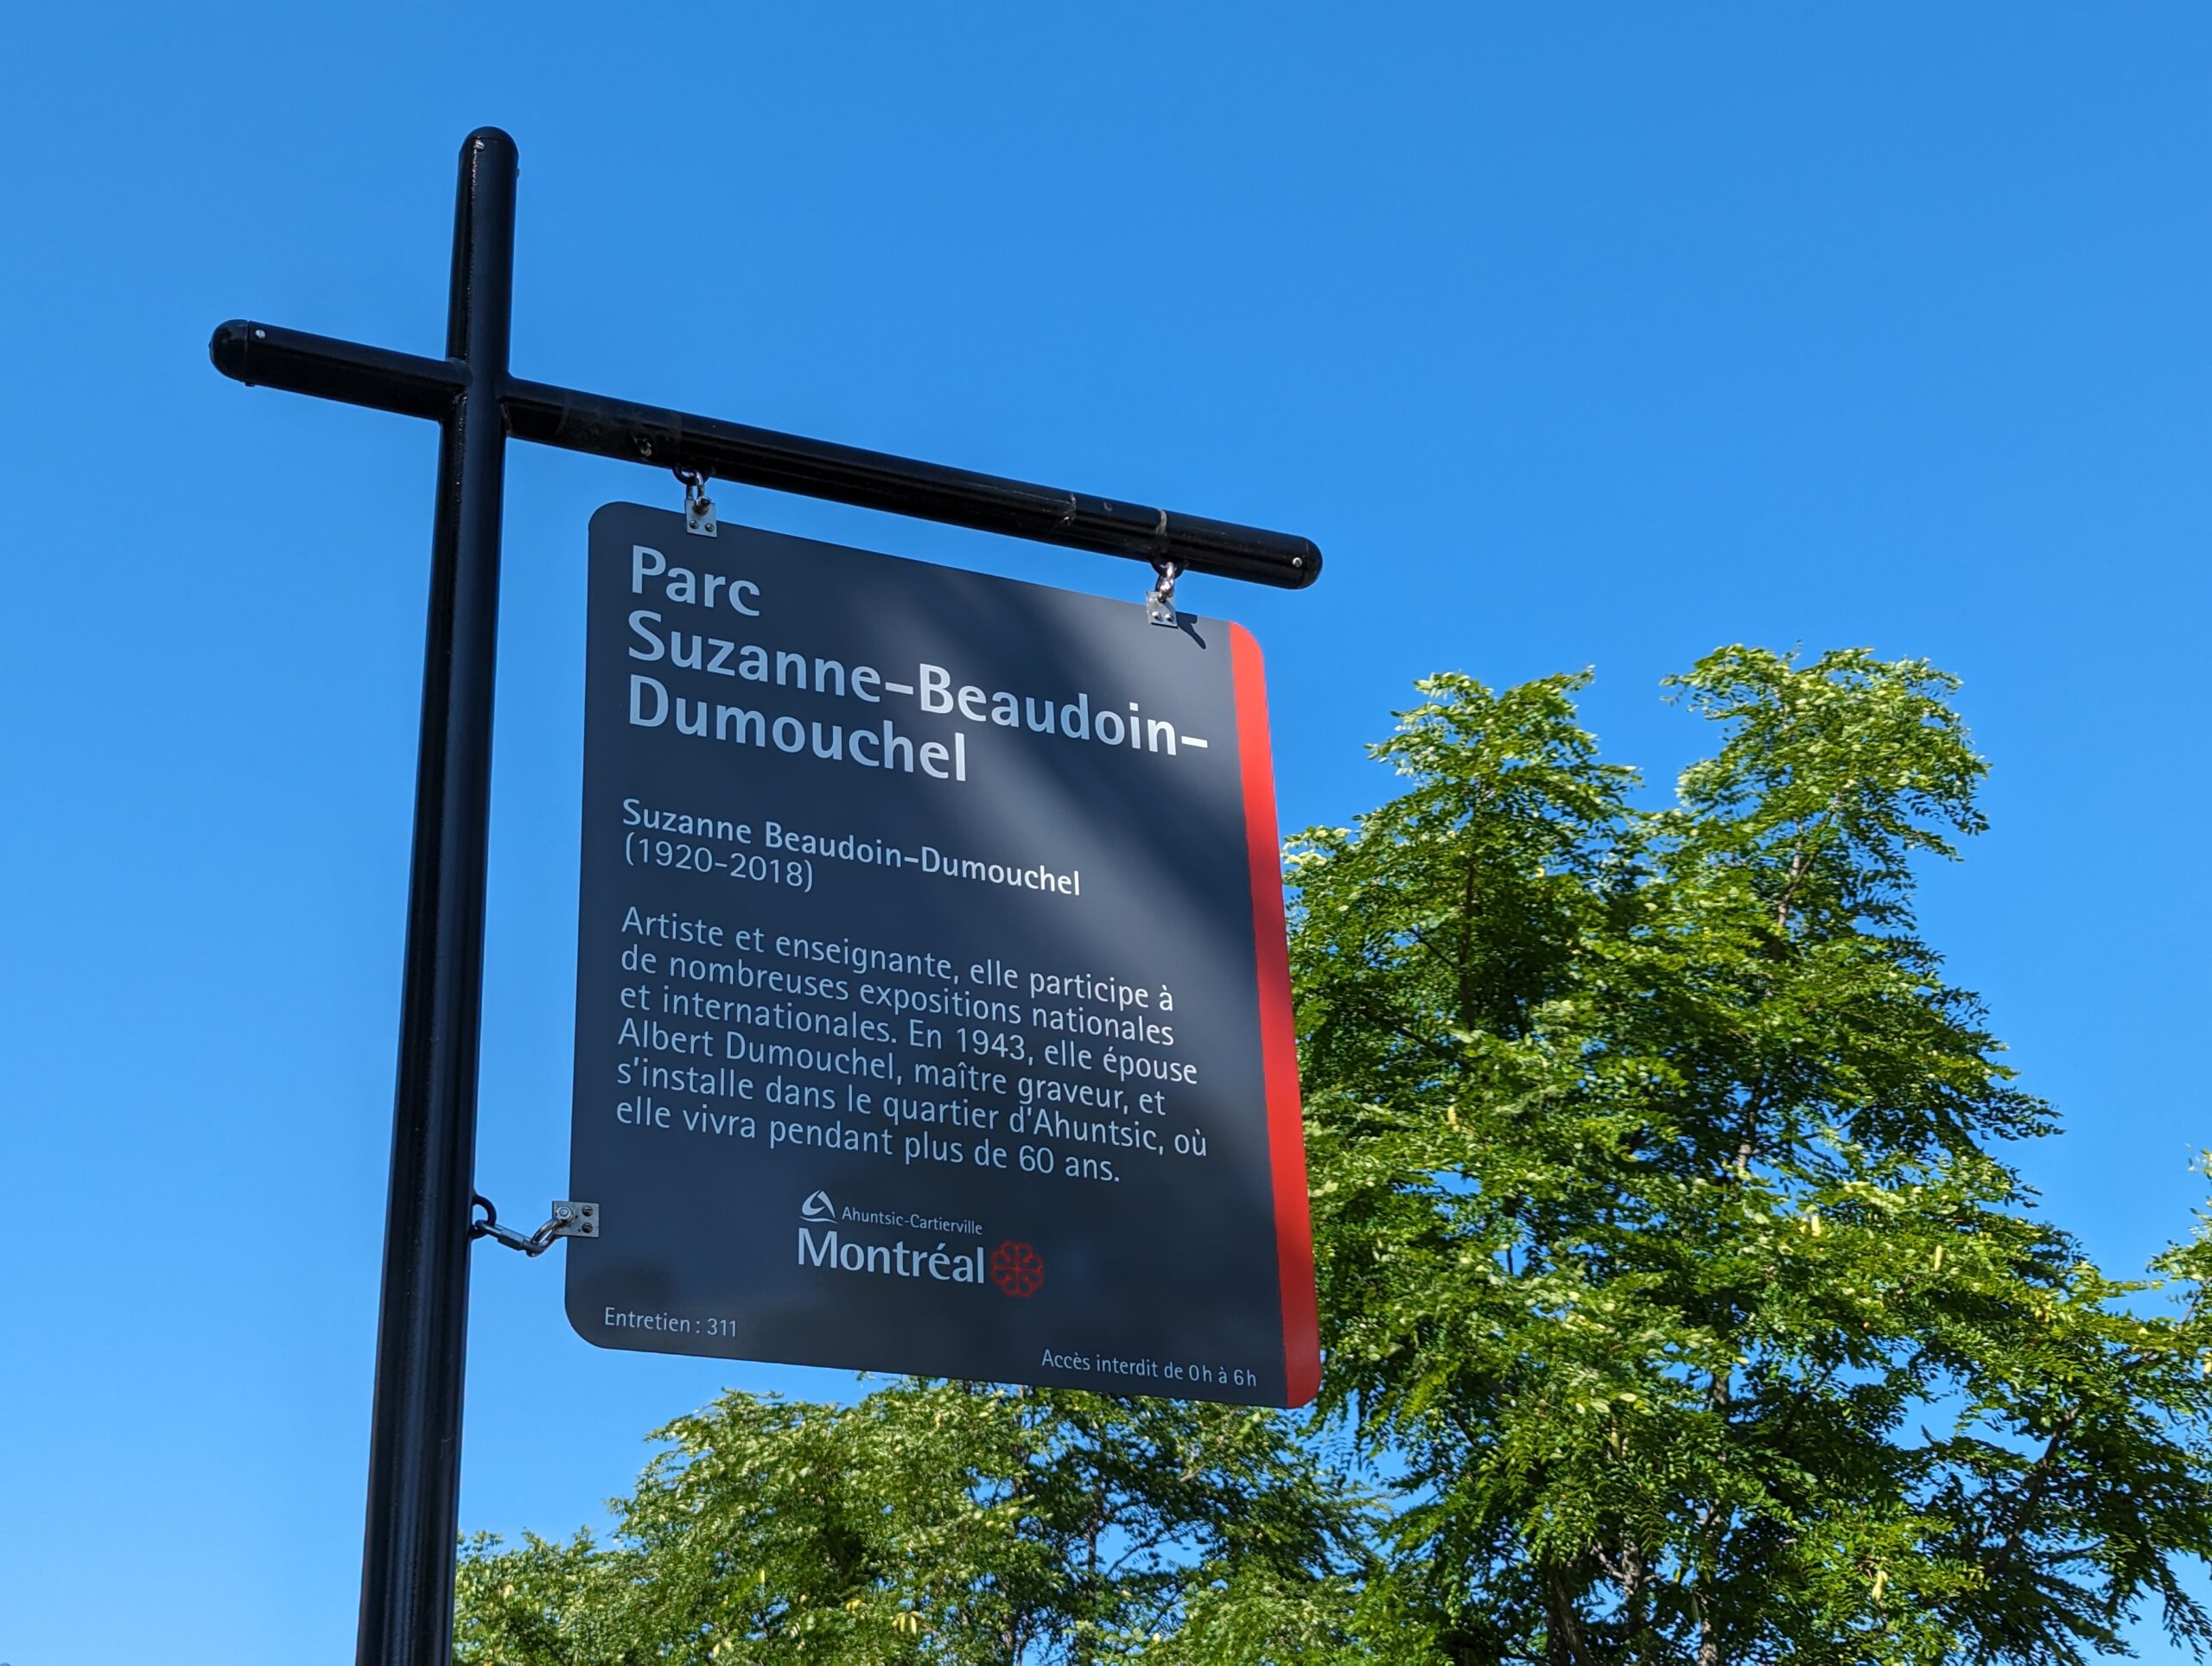 Parc
Suzanne-Beaudoin-
Dumouchel
Suzanne Beaudoin-Dumouchel
(1920-2018)
Artiste et enseignante, elle participe à
de nombreuses expositions nationales
et internationales. En 1943, elle épouse
Albert Dumouchel, maître graveur, et
s'installe dans le quartier d'Ahuntsic, où
elle vivra pendant plus de 60 ans.
Ahuntsic-Cartierville
Montréal
Entretien : 311
Accès interdit de 0 h à 6 h